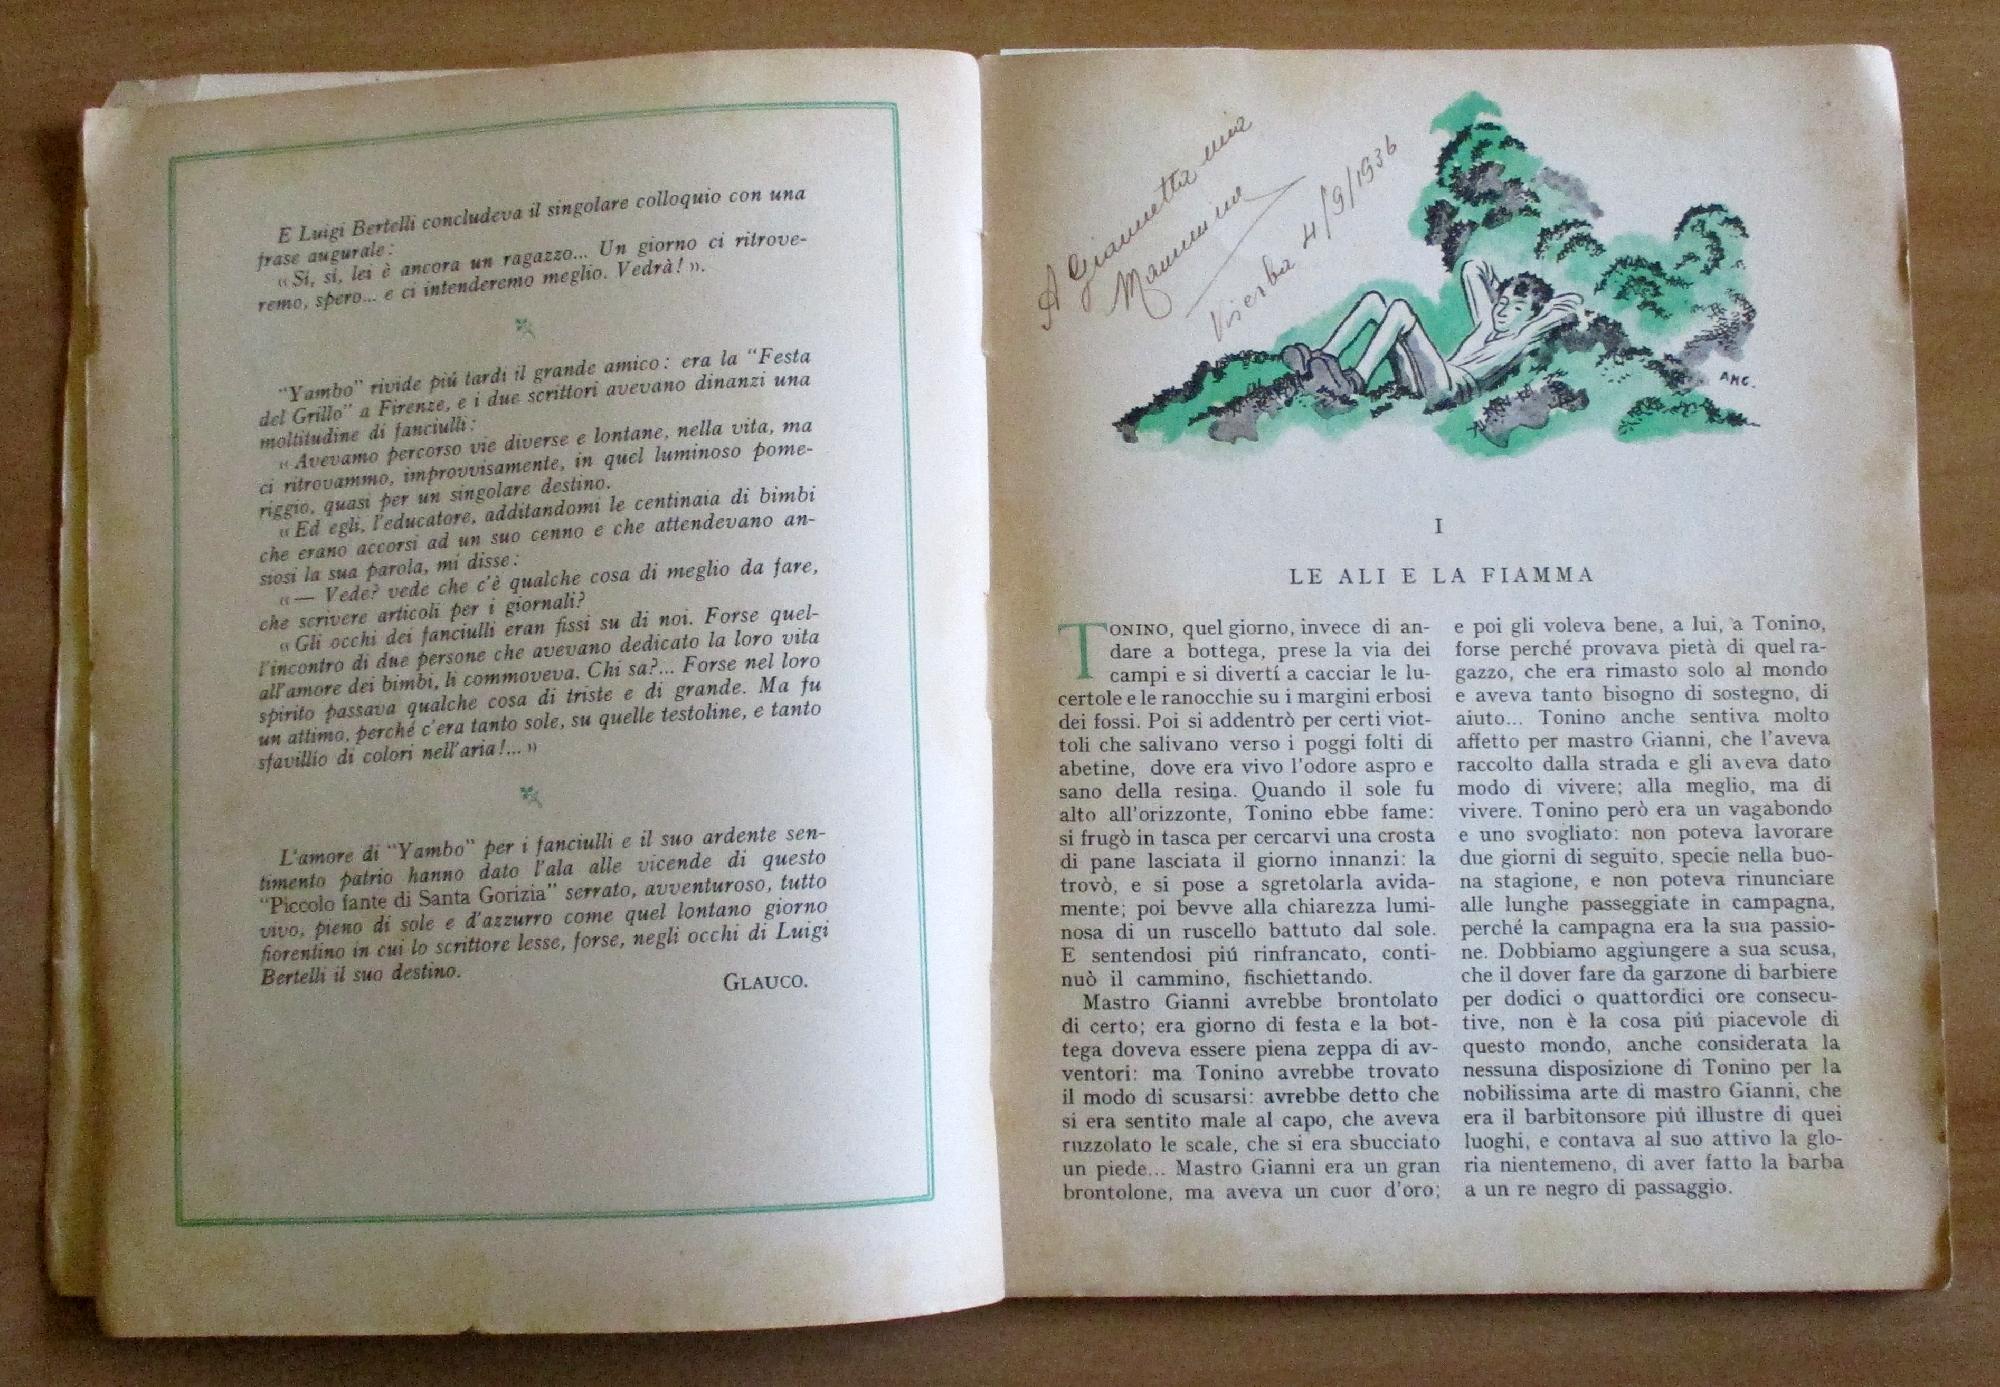 E Luigi Bertelli concludeva il singolare colloquio con una
frase augurale:
« Sì, sì, lei è ancora un ragazzo... Un giorno ci ritrove-
remo, spero... e ci intenderemo meglio. Vedrà! ».
"Yambo" rivide piú tardi il grande amico: era la "Festa
del Grillo" a Firenze, e i due scrittori avevano dinanzi una
moltitudine di fanciulli:
« Avevamo percorso vie diverse e lontane, nella vita, ma
ci ritrovammo, improvvisamente, in quel luminoso pome-
riggio, quasi per un singolare destino.
« Ed egli, l'educatore, additandomi le centinaia di bimbi
che erano accorsi ad un suo cenno e che attendevano an-
siosi la sua parola, mi disse:
« — Vede? vede che c'è qualche cosa di meglio da fare,
che scrivere articoli per i giornali?
« Gli occhi dei fanciulli eran fissi su di noi. Forse quel-
l'incontro di due persone che avevano dedicato la loro vita
all'amore dei bimbi, li commoveva. Chi sa?... Forse nel loro
spirito passava qualche cosa di triste e di grande. Ma fu
un attimo, perché c'era tanto sole, su quelle testoline, e tanto
sfavillío di colori nell'aria!... »
L'amore di "Yambo" per i fanciulli e il suo ardente sen-
timento patrio hanno dato l'ala alle vicende di questo
"Piccolo fante di Santa Gorizia" serrato, avventuroso, tutto
vivo, pieno di sole e d'azzurro come quel lontano giorno
fiorentino in cui lo scrittore lesse, forse, negli occhi di Luigi
Bertelli il suo destino.
GLAUCO.
A Giannetta mia
Mammina
Viserba 4/9/1936
AMC.
I
LE ALI E LA FIAMMA
TONINO, quel giorno, invece di an-
dare a bottega, prese la via dei
campi e si divertí a cacciar le lu-
certole e le ranocchie su i margini erbosi
dei fossi. Poi si addentrò per certi viot-
toli che salivano verso i poggi folti di
abetine, dove era vivo l'odore aspro e
sano della resina. Quando il sole fu
alto all'orizzonte, Tonino ebbe fame:
si frugò in tasca per cercarvi una crosta
di pane lasciata il giorno innanzi: la
trovò, e si pose a sgretolarla avida-
mente; poi bevve alla chiarezza lumi-
nosa di un ruscello battuto dal sole.
E sentendosi piú rinfrancato, conti-
nuò il cammino, fischiettando.
Mastro Gianni avrebbe brontolato
di certo; era giorno di festa e la bot-
tega doveva essere piena zeppa di av-
ventori: ma Tonino avrebbe trovato
il modo di scusarsi: avrebbe detto che
si era sentito male al capo, che aveva
ruzzolato le scale, che si era sbucciato
un piede... Mastro Gianni era un gran
brontolone, ma aveva un cuor d'oro;
e poi gli voleva bene, a lui, a Tonino,
forse perché provava pietà di quel ra-
gazzo, che era rimasto solo al mondo
e aveva tanto bisogno di sostegno, di
aiuto... Tonino anche sentiva molto
affetto per mastro Gianni, che l'aveva
raccolto dalla strada e gli aveva dato
modo di vivere; alla meglio, ma di
vivere. Tonino però era un vagabondo
e uno svogliato: non poteva lavorare
due giorni di seguito, specie nella buo-
na stagione, e non poteva rinunciare
alle lunghe passeggiate in campagna,
perché la campagna era la sua passio-
ne. Dobbiamo aggiungere a sua scusa,
che il dover fare da garzone di barbiere
per dodici o quattordici ore consecu-
tive, non è la cosa piú piacevole di
questo mondo, anche considerata la
nessuna disposizione di Tonino per la
nobilissima arte di mastro Gianni, che
era il barbitonsore piú illustre di quei
luoghi, e contava al suo attivo la glo-
ria nientemeno, di aver fatto la barba
a un re negro di passaggio.